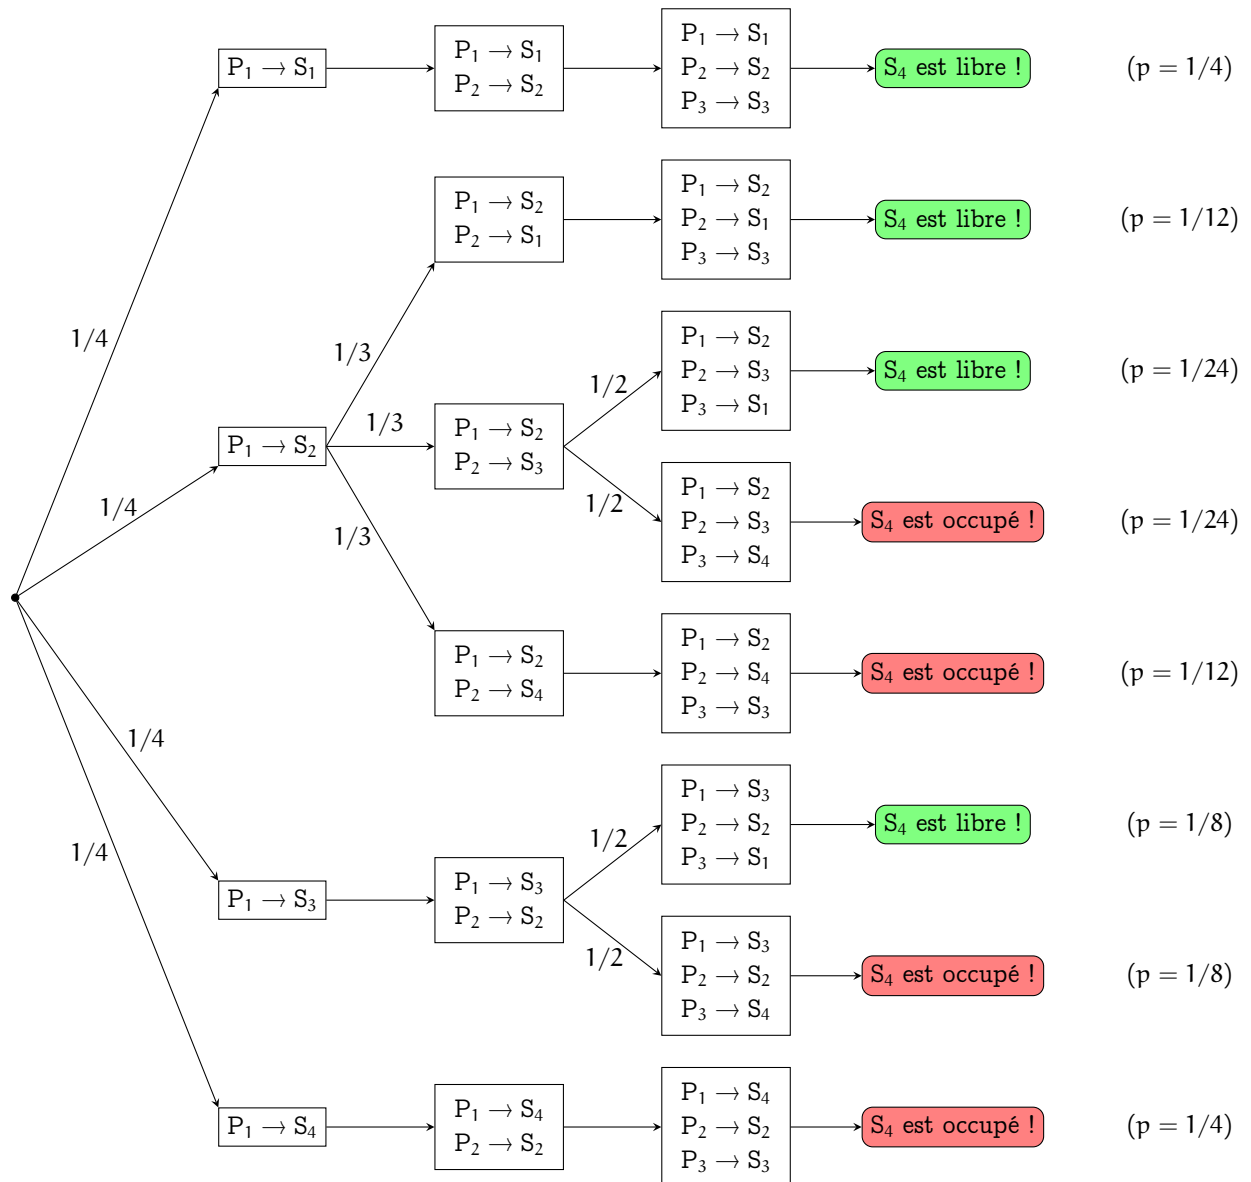 P₁ → S₁
P₁ → S₁
P₂ → S₂
P₁ → S₁
P₂ → S₂
P₃ → S₃
S₄ est libre !
(p = 1/4)
P₁ → S₂
P₂ → S₁
P₁ → S₂
P₂ → S₁
P₃ → S₃
S₄ est libre !
(p = 1/12)
1/4
1/3
1/3
1/3
1/4
P₁ → S₂
P₁ → S₂
P₂ → S₃
1/2
1/2
P₁ → S₂
P₂ → S₃
P₃ → S₁
S₄ est libre !
(p = 1/24)
P₁ → S₂
P₂ → S₃
P₃ → S₄
S₄ est occupé !
(p = 1/24)
P₁ → S₂
P₂ → S₄
P₁ → S₂
P₂ → S₄
P₃ → S₃
S₄ est occupé !
(p = 1/12)
1/4
1/4
P₁ → S₃
P₁ → S₃
P₂ → S₂
1/2
1/2
P₁ → S₃
P₂ → S₂
P₃ → S₁
S₄ est libre !
(p = 1/8)
P₁ → S₃
P₂ → S₂
P₃ → S₄
S₄ est occupé !
(p = 1/8)
P₁ → S₄
P₁ → S₄
P₂ → S₂
P₁ → S₄
P₂ → S₂
P₃ → S₃
S₄ est occupé !
(p = 1/4)